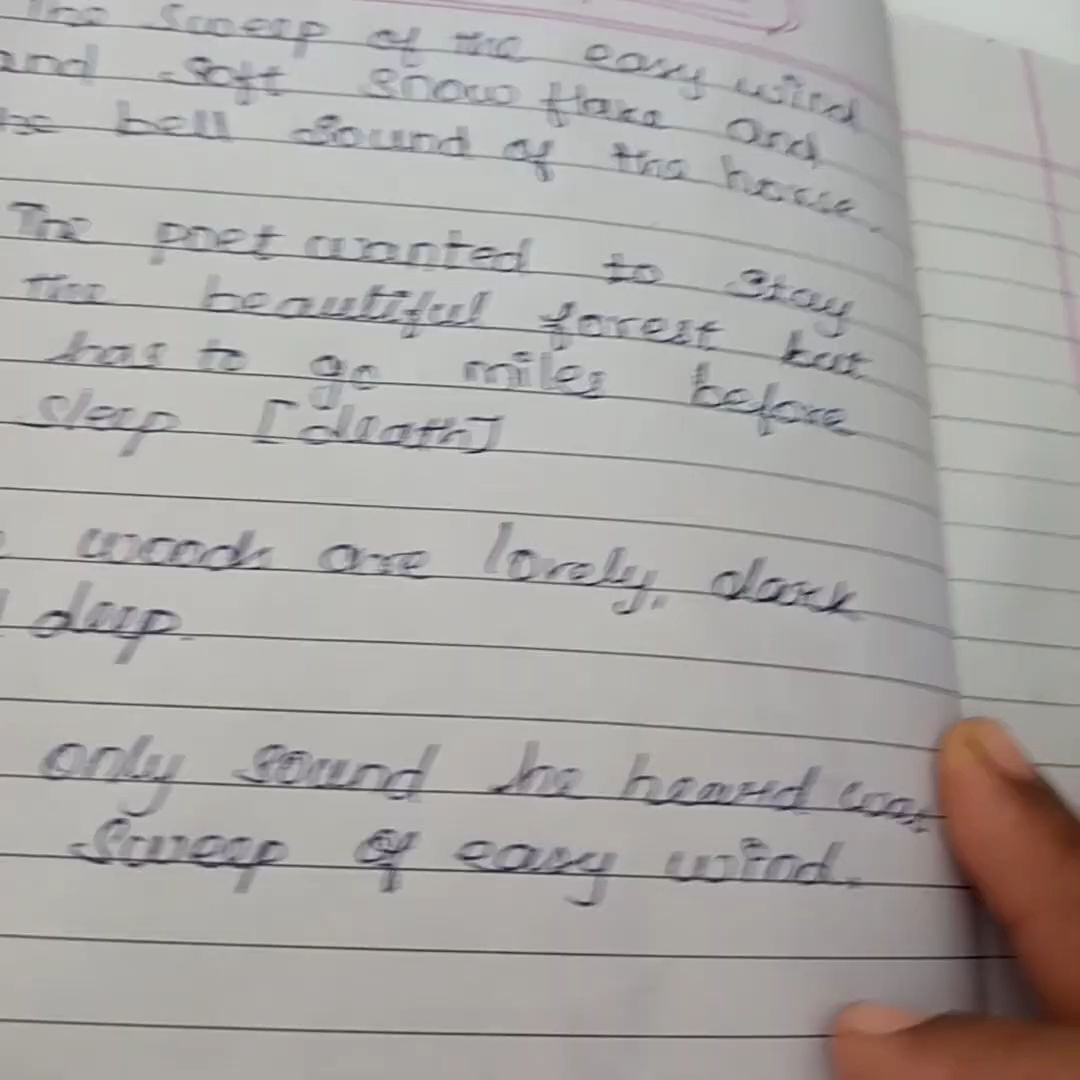 The sweep of the easy wind
and soft snow flake and
bell sound of the horse.
The poet wanted to stay
the beautiful forest but
has to go miles before
sleep [death]
woods are lovely, dark
deep.
only sound he heard was
Sweep of easy wind.